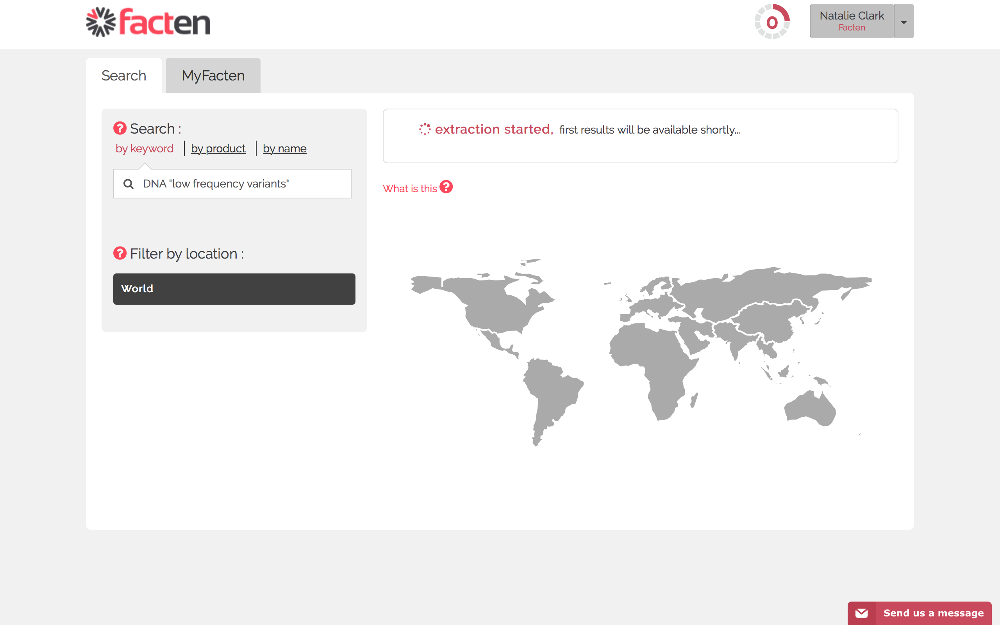 facten
0
Natalie Clark
Facten
Search
MyFacten
? Search :
by keyword
by product
by name
DNA "low frequency variants"
? Filter by location :
World
extraction started, first results will be available shortly...
What is this ?
Send us a message